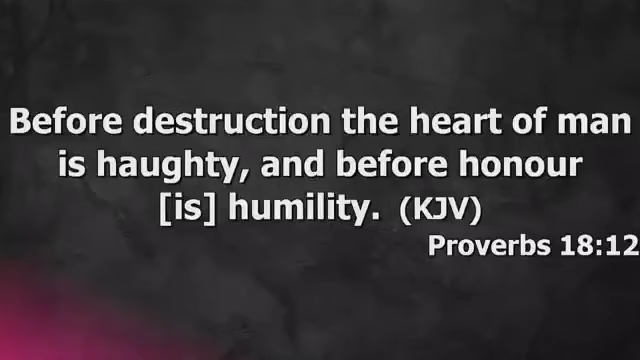 Before destruction the heart of man
is haughty, and before honour
[is] humility. (KJV)
Proverbs 18:12